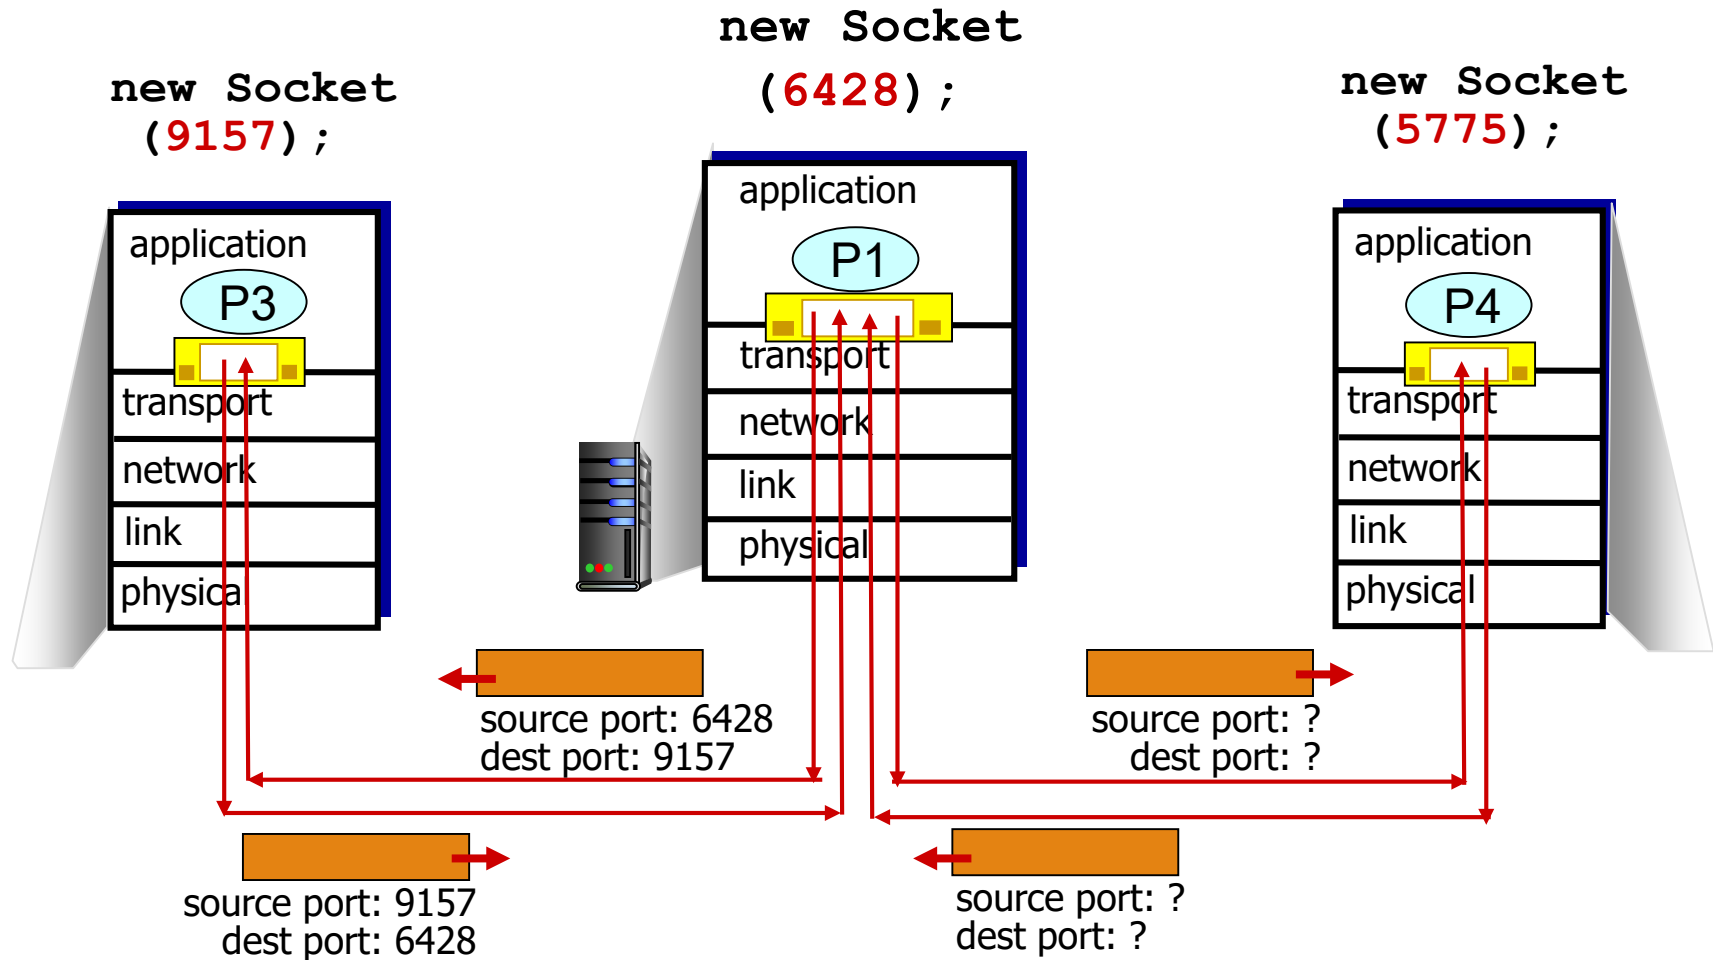 new Socket
(6428);
new Socket
(9157);
new Socket
(5775);
application
P3
transport
network
link
physical
application
P1
transport
network
link
physical
application
P4
transport
network
link
physical
source port: 6428
dest port: 9157
source port: ?
dest port: ?
source port: 9157
dest port: 6428
source port: ?
dest port: ?